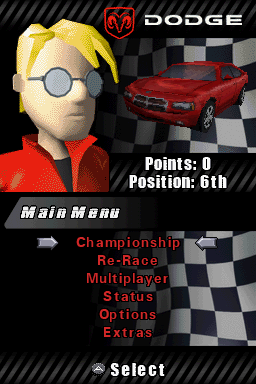 DODGE
Points: 0
Position: 6th
Main Menu
Championship
Re-Race
Multiplayer
Status
Options
Extras
Select